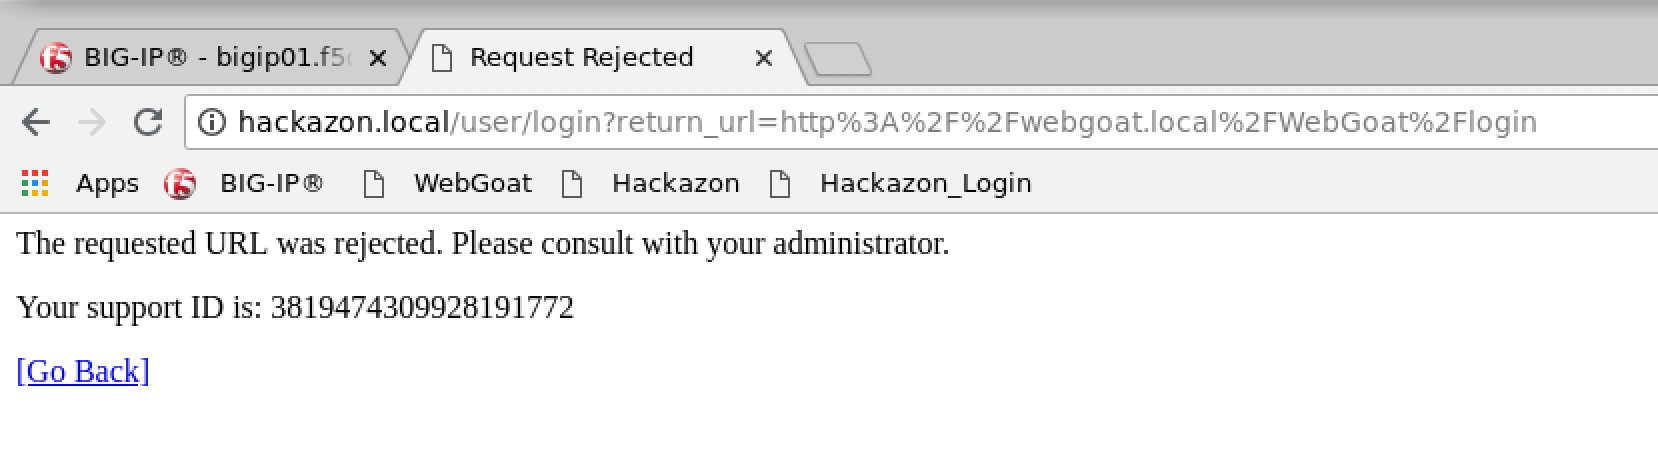 BIG-IP® - bigip01.f5
Request Rejected
hackazon.local/user/login?return_url=http%3A%2F%2Fwebgoat.local%2FWebGoat%2Flogin
Apps BIG-IP® WebGoat Hackazon Hackazon_Login
The requested URL was rejected. Please consult with your administrator.
Your support ID is: 3819474309928191772
[Go Back]